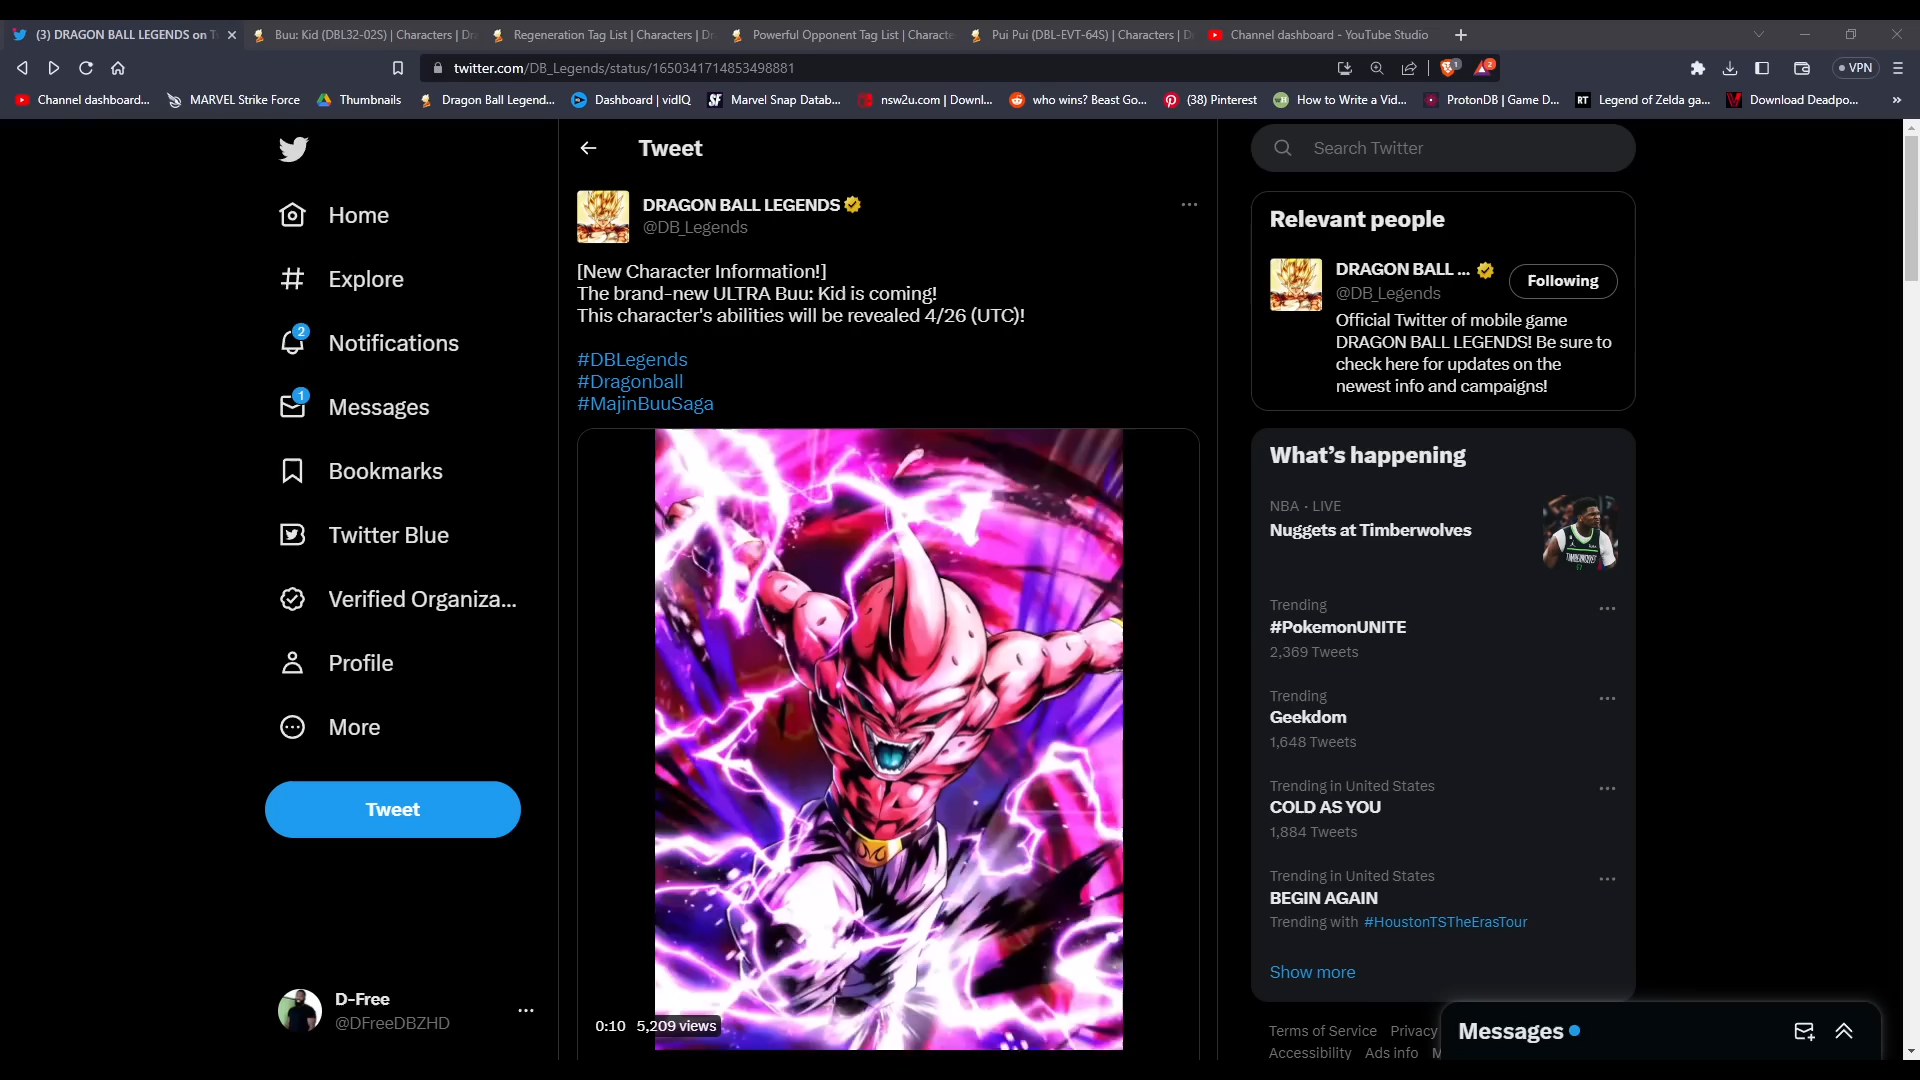 (3) DRAGON BALL LEGENDS on
Buu: Kid (DBL32-02S) | Characters | Dra
Regeneration Tag List | Characters | Dr
Powerful Opponent Tag List | Characte
Pui Pui (DBL-EVT-64S) | Characters | D
Channel dashboard - YouTube Studio
twitter.com/DB_Legends/status/1650341714853498881
1
2
VPN
Channel dashboard...
MARVEL Strike Force
Thumbnails
Dragon Ball Legend...
Dashboard | vidIQ
SF
Marvel Snap Datab...
nsw2u.com | Downl...
who wins? Beast Go...
(38) Pinterest
How to Write a Vid...
ProtonDB | Game D...
RT
Legend of Zelda ga...
Download Deadpo...
Home
Explore
2
Notifications
1
Messages
Bookmarks
Twitter Blue
Verified Organiza...
Profile
More
Tweet
D-Free
@DFreeDBZHD
Tweet
DRAGON BALL LEGENDS
@DB_Legends
[New Character Information!]
The brand-new ULTRA Buu: Kid is coming!
This character's abilities will be revealed 4/26 (UTC)!
#DBLegends
#Dragonball
#MajinBuuSaga
0:10 5,209 views
Search Twitter
Relevant people
DRAGON BALL ...
@DB_Legends
Following
Official Twitter of mobile game
DRAGON BALL LEGENDS! Be sure to
check here for updates on the
newest info and campaigns!
What's happening
NBA · LIVE
Nuggets at Timberwolves
Trending
#PokemonUNITE
2,369 Tweets
Trending
Geekdom
1,648 Tweets
Trending in United States
COLD AS YOU
1,884 Tweets
Trending in United States
BEGIN AGAIN
Trending with #HoustonTSTheErasTour
Show more
Terms of Service Privacy
Accessibility Ads info M
Messages